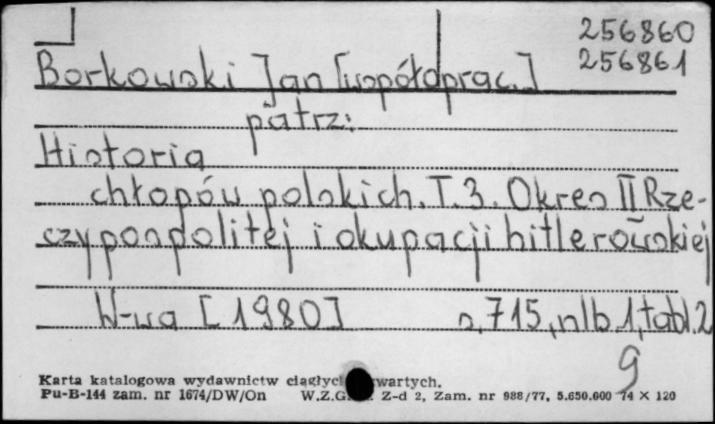 256860
256861
Borkowski Jan [współoprac.]
patrz:
Historia
chłopów polskich. T. 3. Okres II Rze-
czypospolitej i okupacji hitlerowskiej
W-wa [1980] s. 715, nlb. 1, tabl. 2
9
Karta katalogowa wydawnictw ciągłych
Pu-B-144 zam. nr 1674/DW/On W.Z.G. Z-d 2, Zam. nr 988/77, 5.650.000 74 X 120